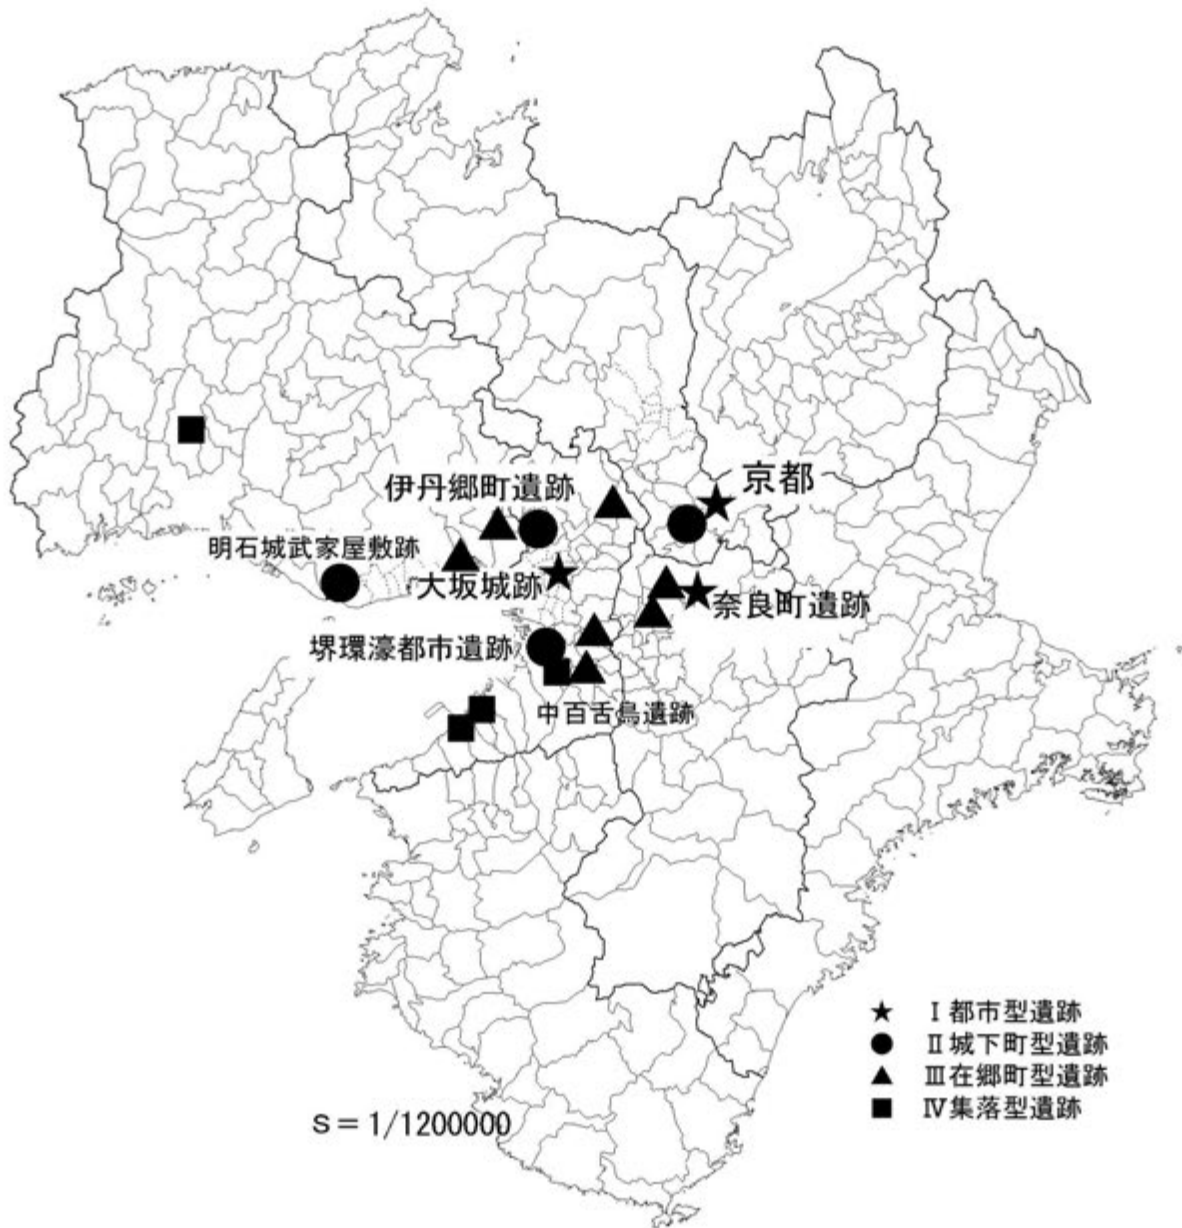 京都
伊丹郷町遺跡
明石城武家屋敷跡
大坂城跡
奈良町遺跡
堺環濠都市遺跡
中百舌鳥遺跡
★ Ⅰ都市型遺跡
● Ⅱ城下町型遺跡
▲ Ⅲ在郷町型遺跡
■ Ⅳ集落型遺跡
s = 1/1200000